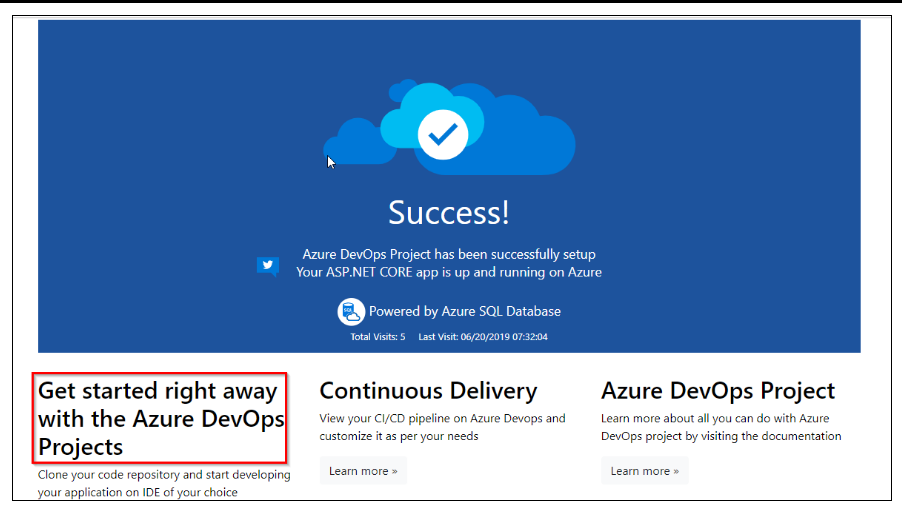 Success!
Azure DevOps Project has been successfully setup
Your ASP.NET CORE app is up and running on Azure
Powered by Azure SQL Database
Total Visits: 5 Last Visit: 06/20/2019 07:32:04
Get started right away
with the Azure DevOps
Projects
Clone your code repository and start developing
your application on IDE of your choice
Continuous Delivery
View your CI/CD pipeline on Azure Devops and
customize it as per your needs
Learn more »
Azure DevOps Project
Learn more about all you can do with Azure
DevOps project by visiting the documentation
Learn more »